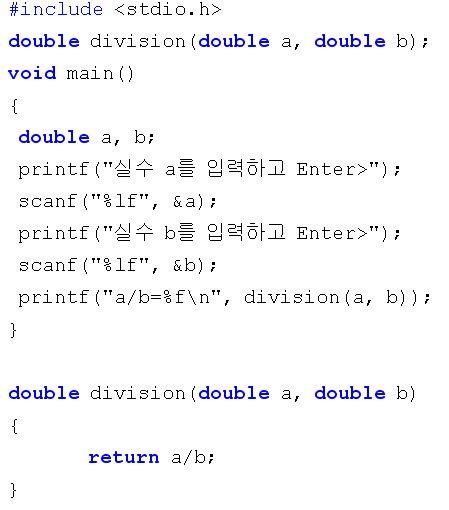 #include <stdio.h>
double division(double a, double b);
void main()
{
double a, b;
printf("실수 a를 입력하고 Enter>");
scanf("%lf", &a);
printf("실수 b를 입력하고 Enter>");
scanf("%lf", &b);
printf("a/b=%f\n", division(a, b));
}
double division(double a, double b)
{
return a/b;
}